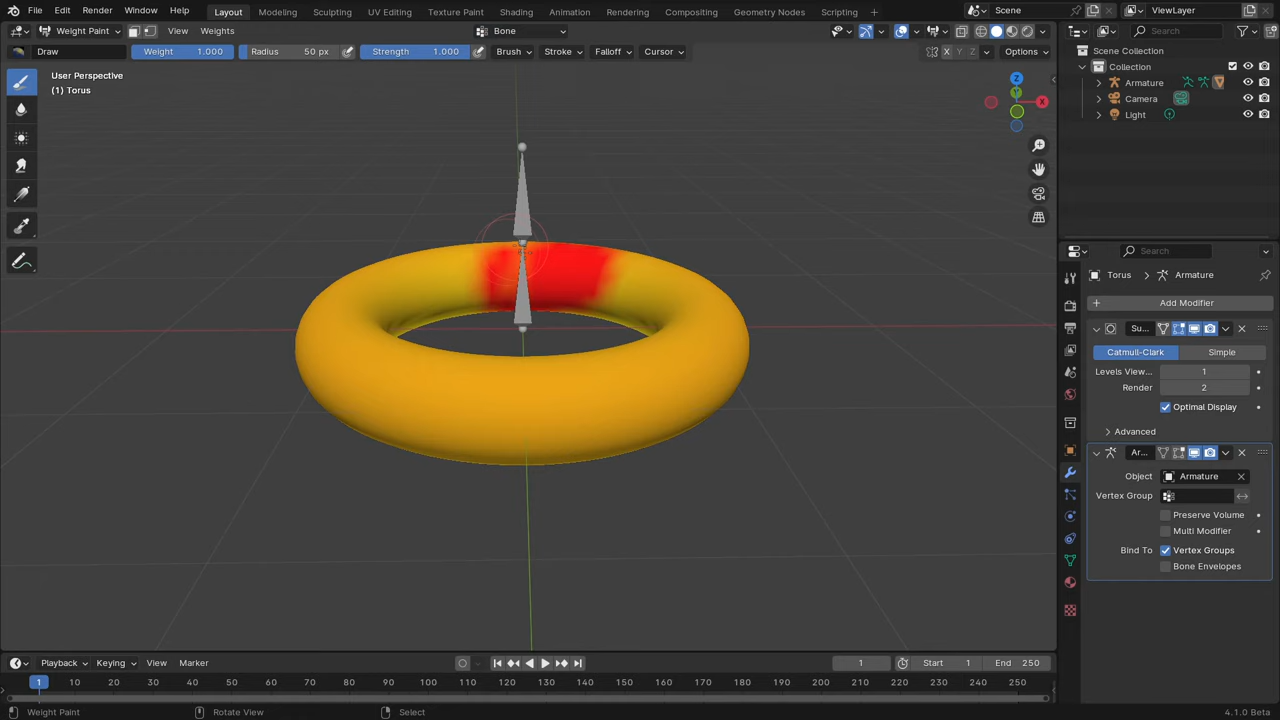 File Edit Render Window Help Layout Modeling Sculpting UV Editing Texture Paint Shading Animation Rendering Compositing Geometry Nodes Scripting Scene ViewLayer
Weight Paint View Weights Bone Search
Draw Weight 1.000 Radius 50 px Strength 1.000 Brush Stroke Falloff Cursor X Y Z Options Scene Collection
Collection
User Perspective Armature
(1) Torus Camera
Light
Z
Y
X
Search
Torus Armature
Add Modifier
Su...
Catmull-Clark Simple
Levels View... 1
Render 2
Optimal Display
Advanced
Ar...
Object Armature
Vertex Group
Preserve Volume
Multi Modifier
Bind To Vertex Groups
Bone Envelopes
Playback Keying View Marker 1 Start 1 End 250
1 10 20 30 40 50 60 70 80 90 100 110 120 130 140 150 160 170 180 190 200 210 220 230 240 250
Weight Paint Rotate View Select 4.1.0 Beta